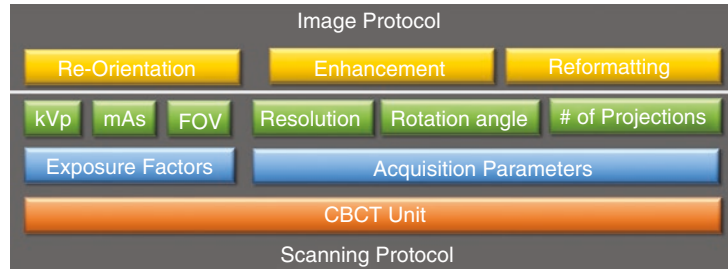 Image Protocol
Re-Orientation Enhancement Reformatting
kVp mAs FOV Resolution Rotation angle # of Projections
Exposure Factors Acquisition Parameters
CBCT Unit
Scanning Protocol